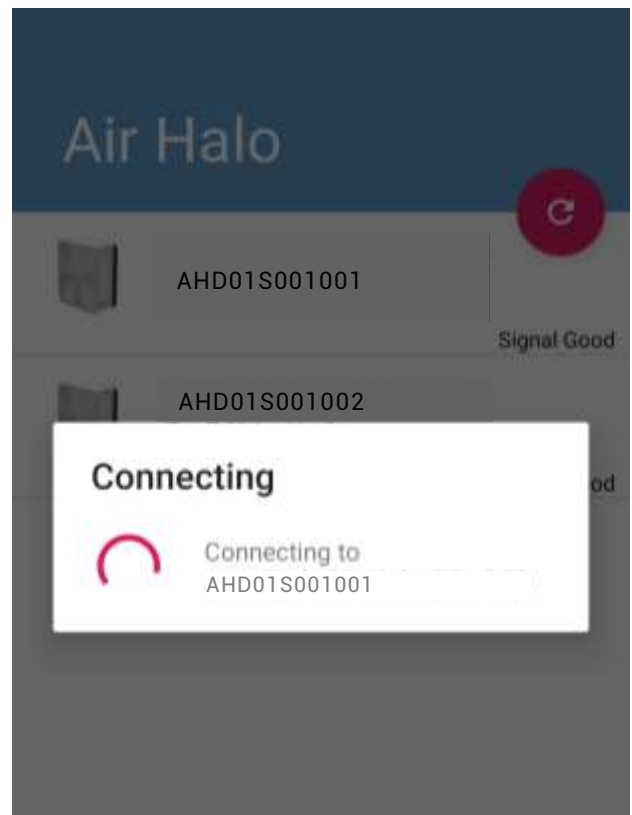 Air Halo
AHD01S001001
Signal Good
AHD01S001002
od
Connecting
Connecting to
AHD01S001001